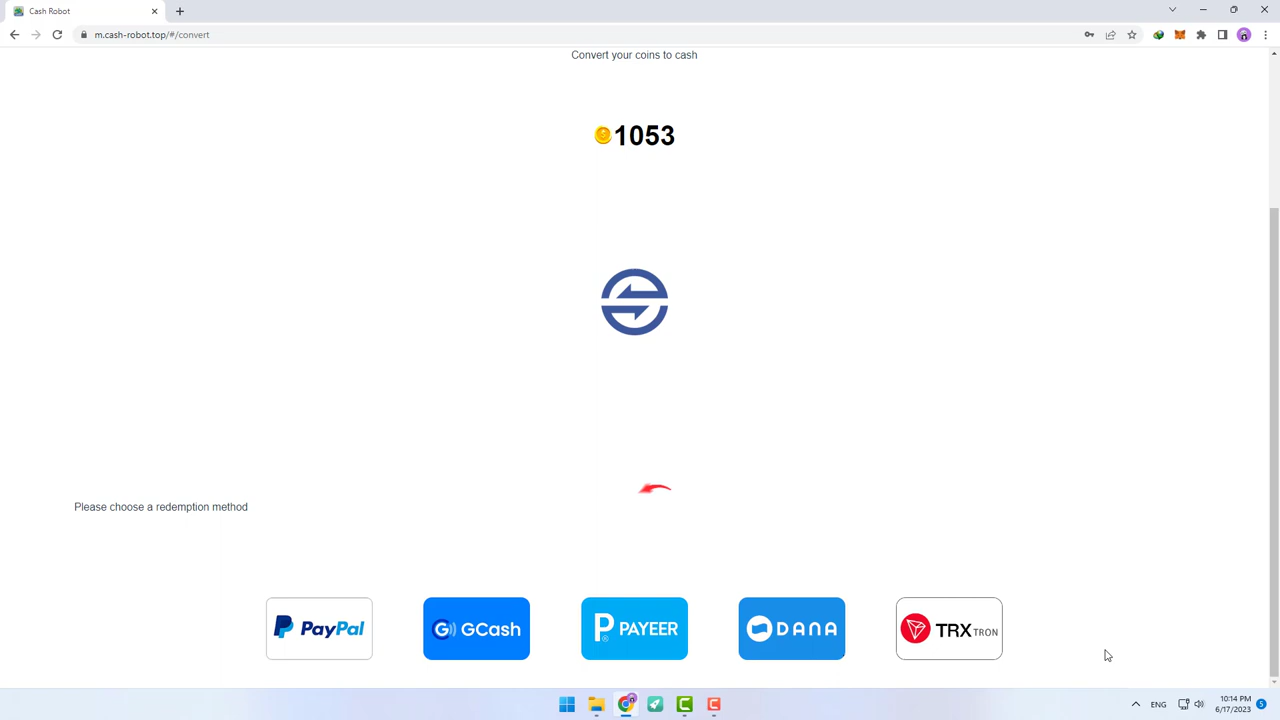 Cash Robot
m.cash-robot.top/#/convert
Convert your coins to cash
1053
Please choose a redemption method
PayPal
GCash
PAYEER
DANA
TRX TRON
ENG
10:14 PM
6/17/2023
5